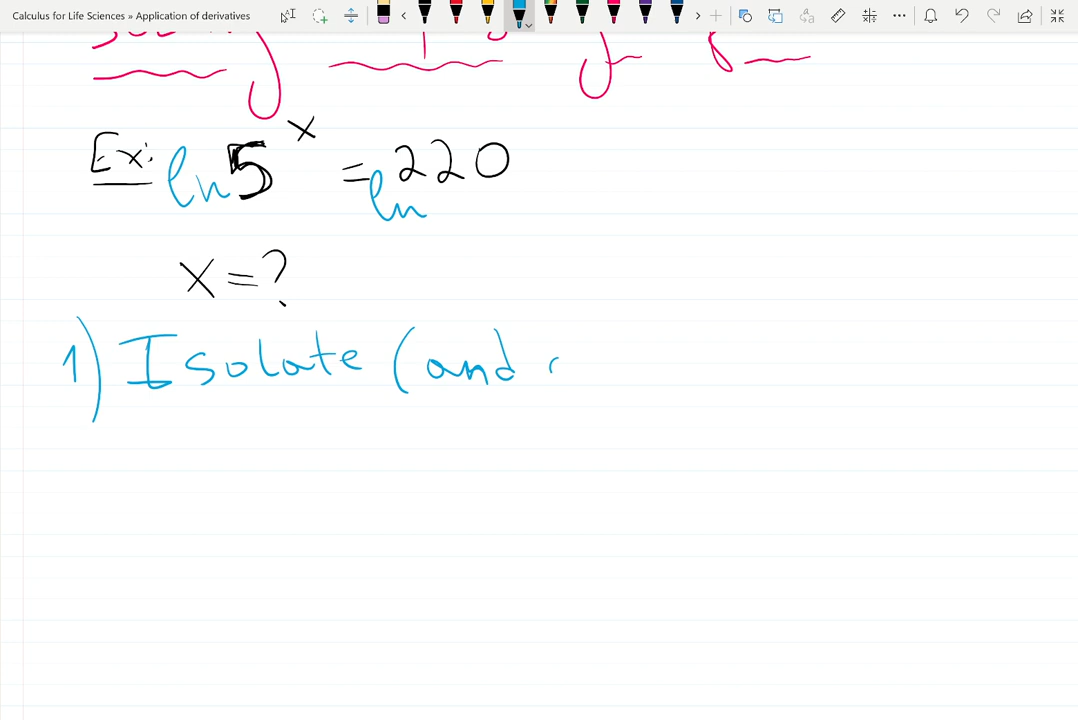 Calculus for Life Sciences » Application of derivatives
Ex: ln 5^x = ln 220
x = ?
1) Isolate (and